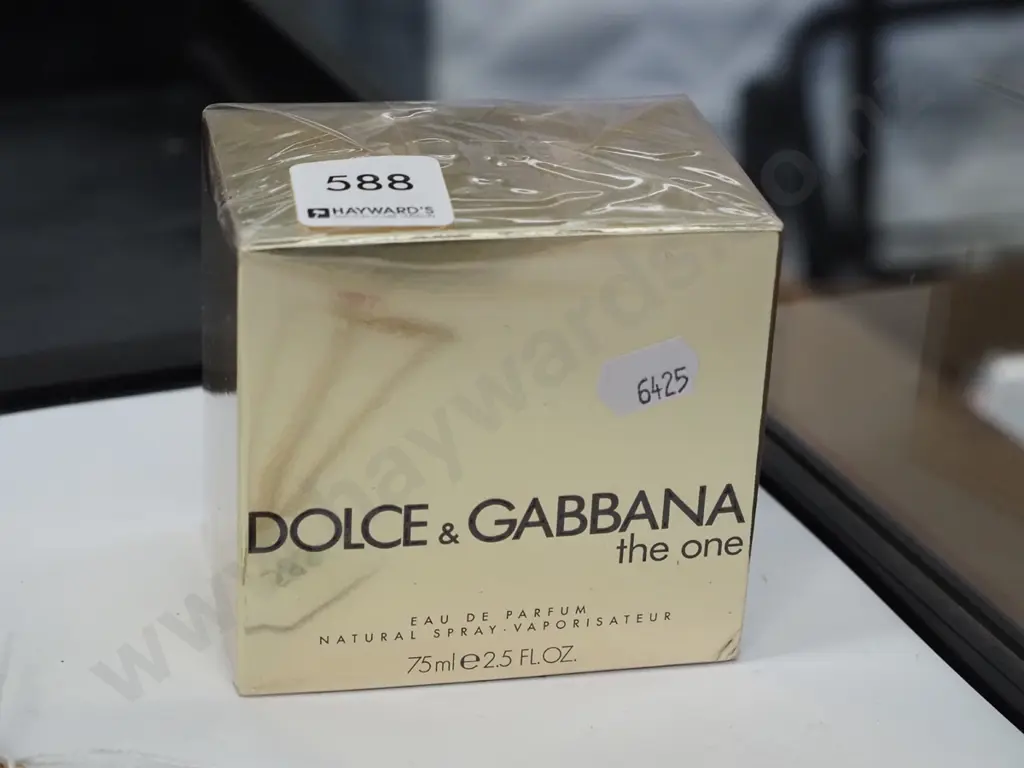 588
HAYWARD'S
6425
DOLCE & GABBANA
the one
EAU DE PARFUM
NATURAL SPRAY·VAPORISATEUR
75ml e 2.5 FL.OZ.